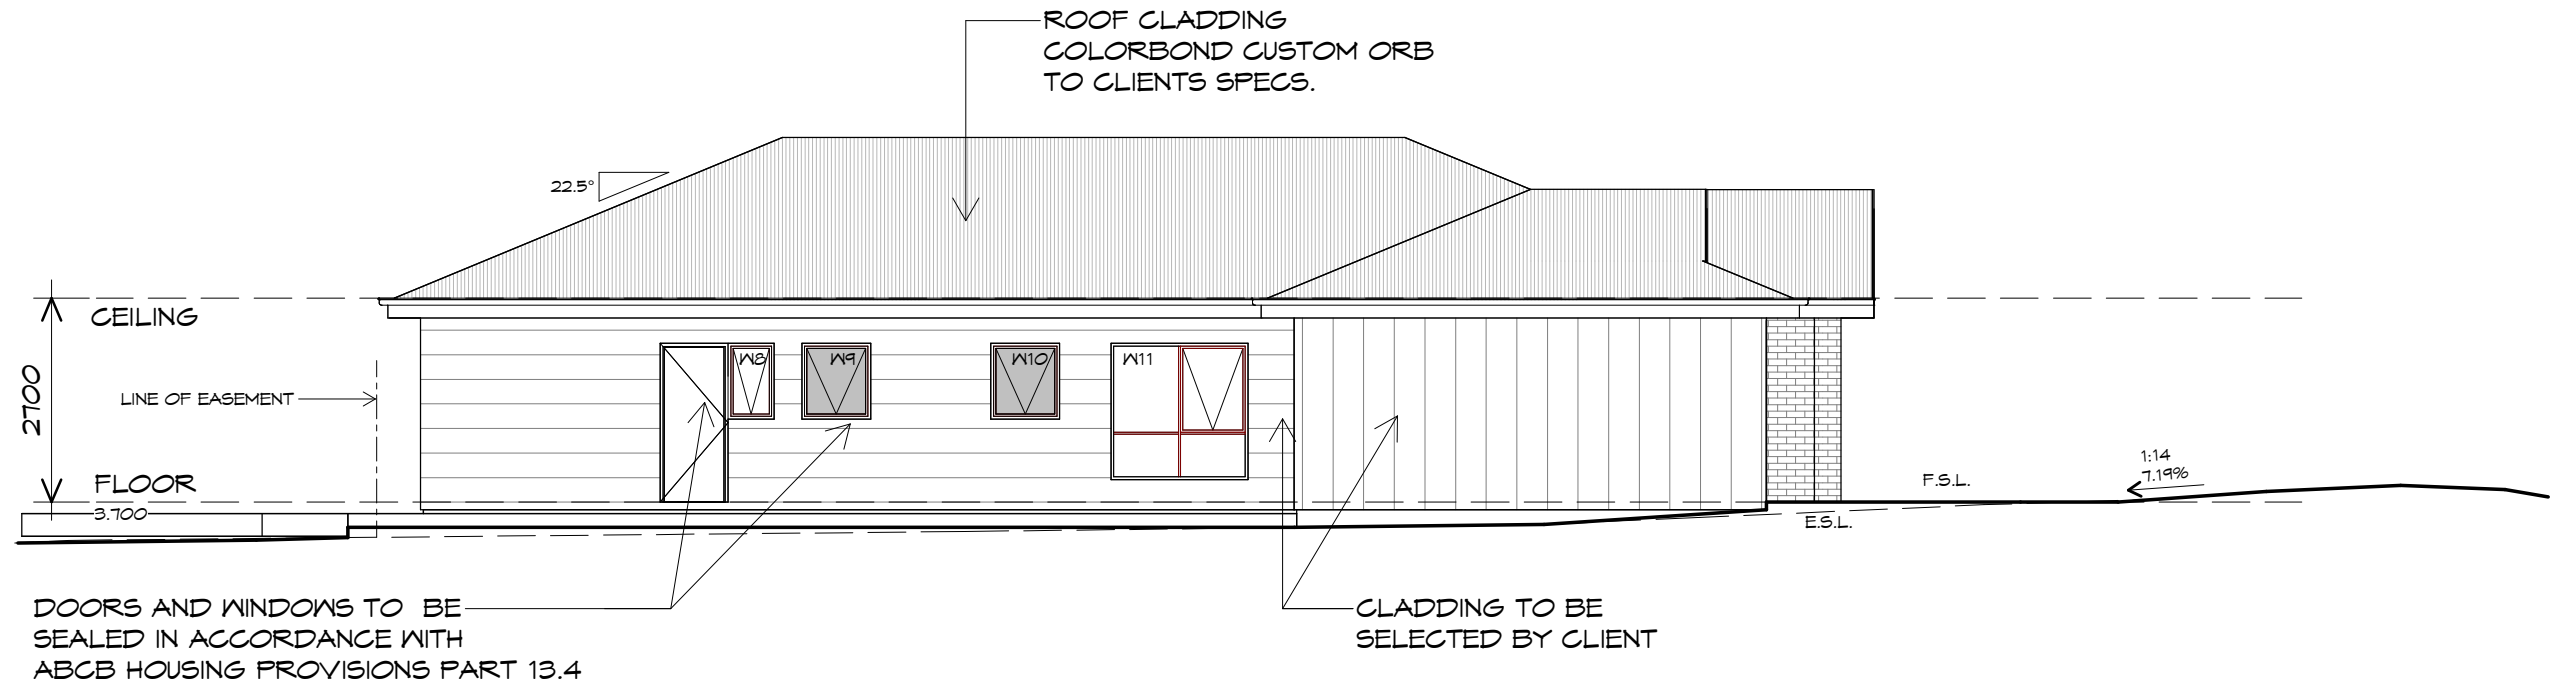 ROOF CLADDING
COLORBOND CUSTOM ORB
TO CLIENTS SPECS.
22.5°
CEILING
2700
LINE OF EASEMENT
W8
W9
W10
W11
FLOOR
3.700
1:14
7.19%
F.S.L.
E.S.L.
DOORS AND WINDOWS TO BE
SEALED IN ACCORDANCE WITH
ABCB HOUSING PROVISIONS PART 13.4
CLADDING TO BE
SELECTED BY CLIENT